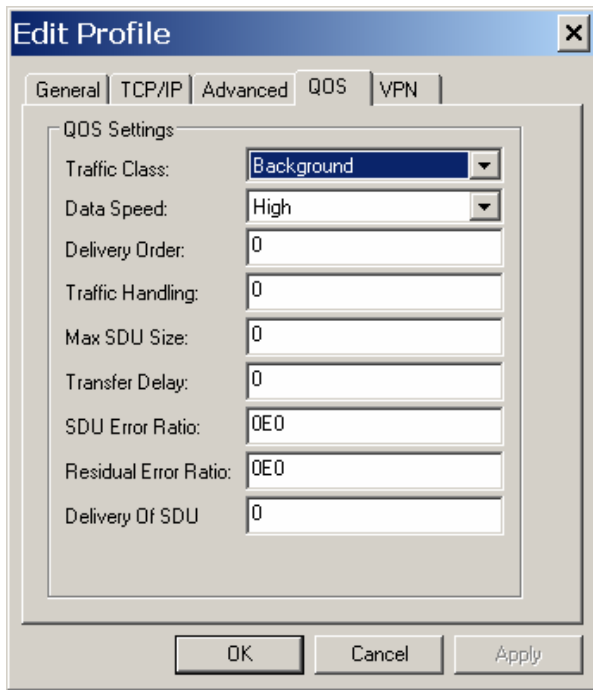 Edit Profile
General TCP/IP Advanced QOS VPN
QOS Settings
Traffic Class: Background
Data Speed: High
Delivery Order: 0
Traffic Handling: 0
Max SDU Size: 0
Transfer Delay: 0
SDU Error Ratio: 0E0
Residual Error Ratio: 0E0
Delivery Of SDU 0
OK Cancel Apply